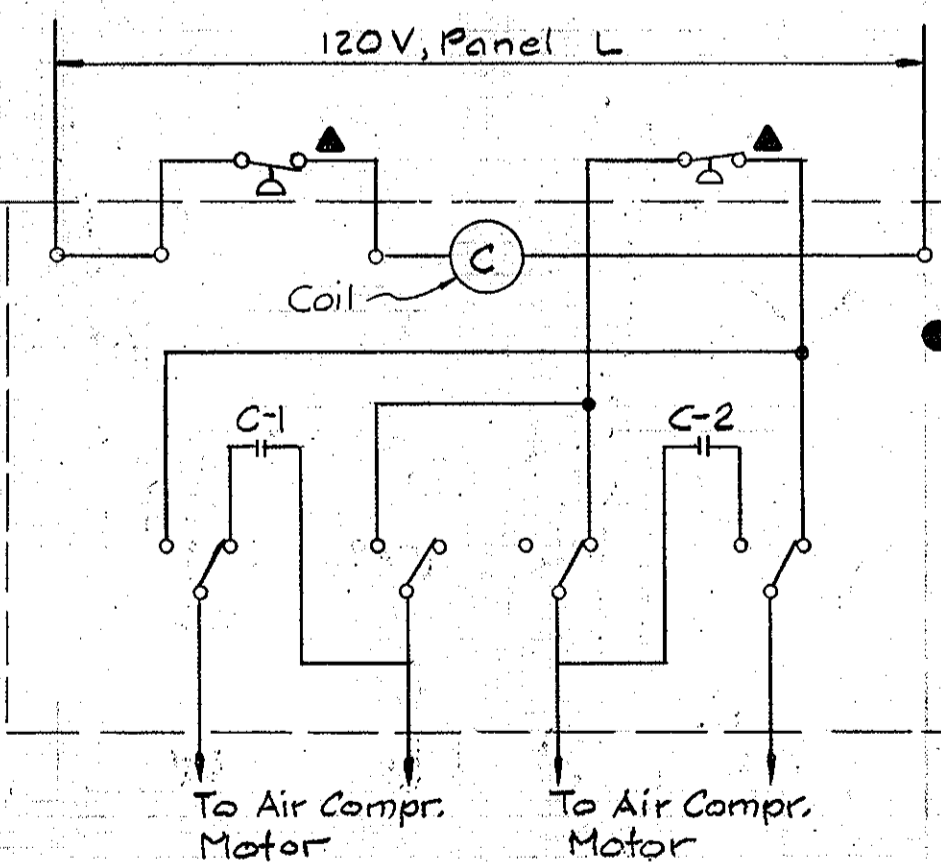 120V, Panel L
C
Coil
C-1
C-2
To Air Compr.
Motor
To Air Compr.
Motor